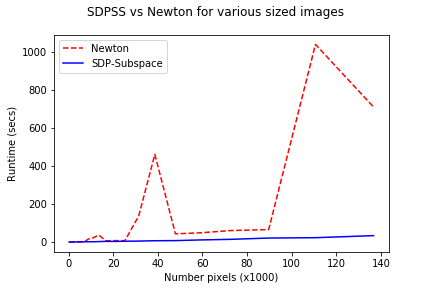 SDPSS vs Newton for various sized images
Newton
SDP-Subspace
Runtime (secs)
1000
800
600
400
200
0
0 20 40 60 80 100 120 140
Number pixels (x1000)